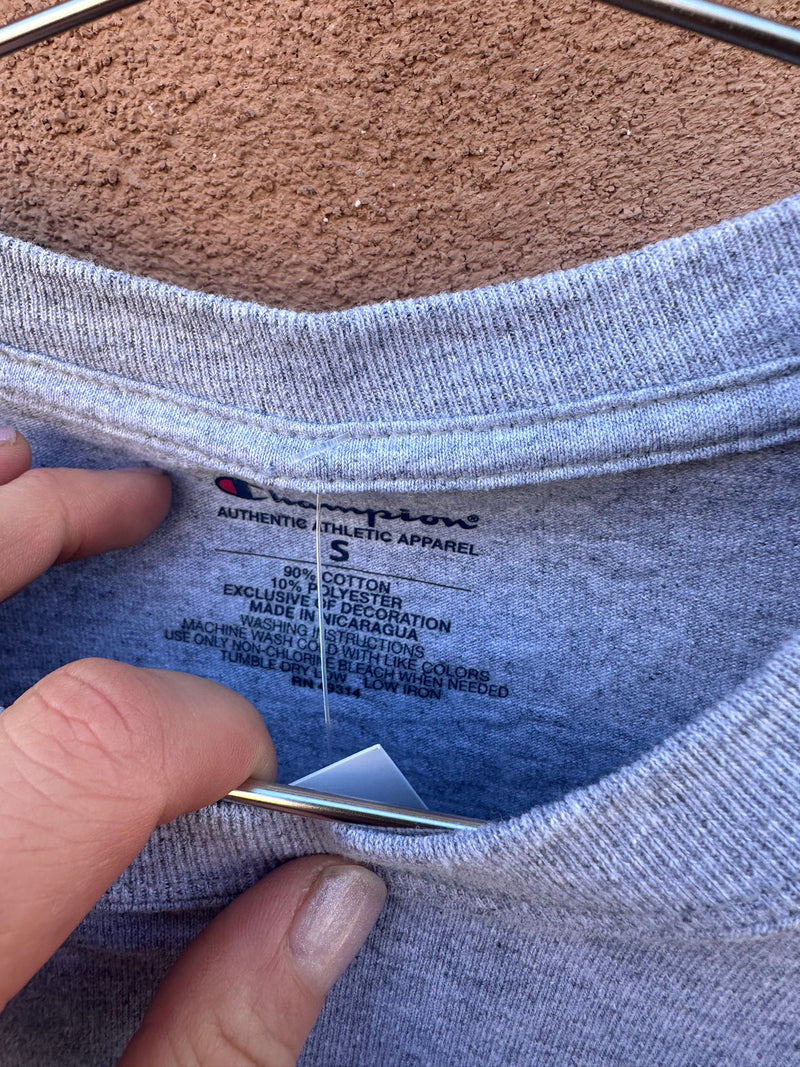 Champion®
AUTHENTIC ATHLETIC APPAREL
S
90% COTTON
10% POLYESTER
EXCLUSIVE OF DECORATION
MADE IN NICARAGUA
WASHING INSTRUCTIONS
MACHINE WASH COLD WITH LIKE COLORS
USE ONLY NON-CHLORINE BLEACH WHEN NEEDED
TUMBLE DRY LOW LOW IRON
RN